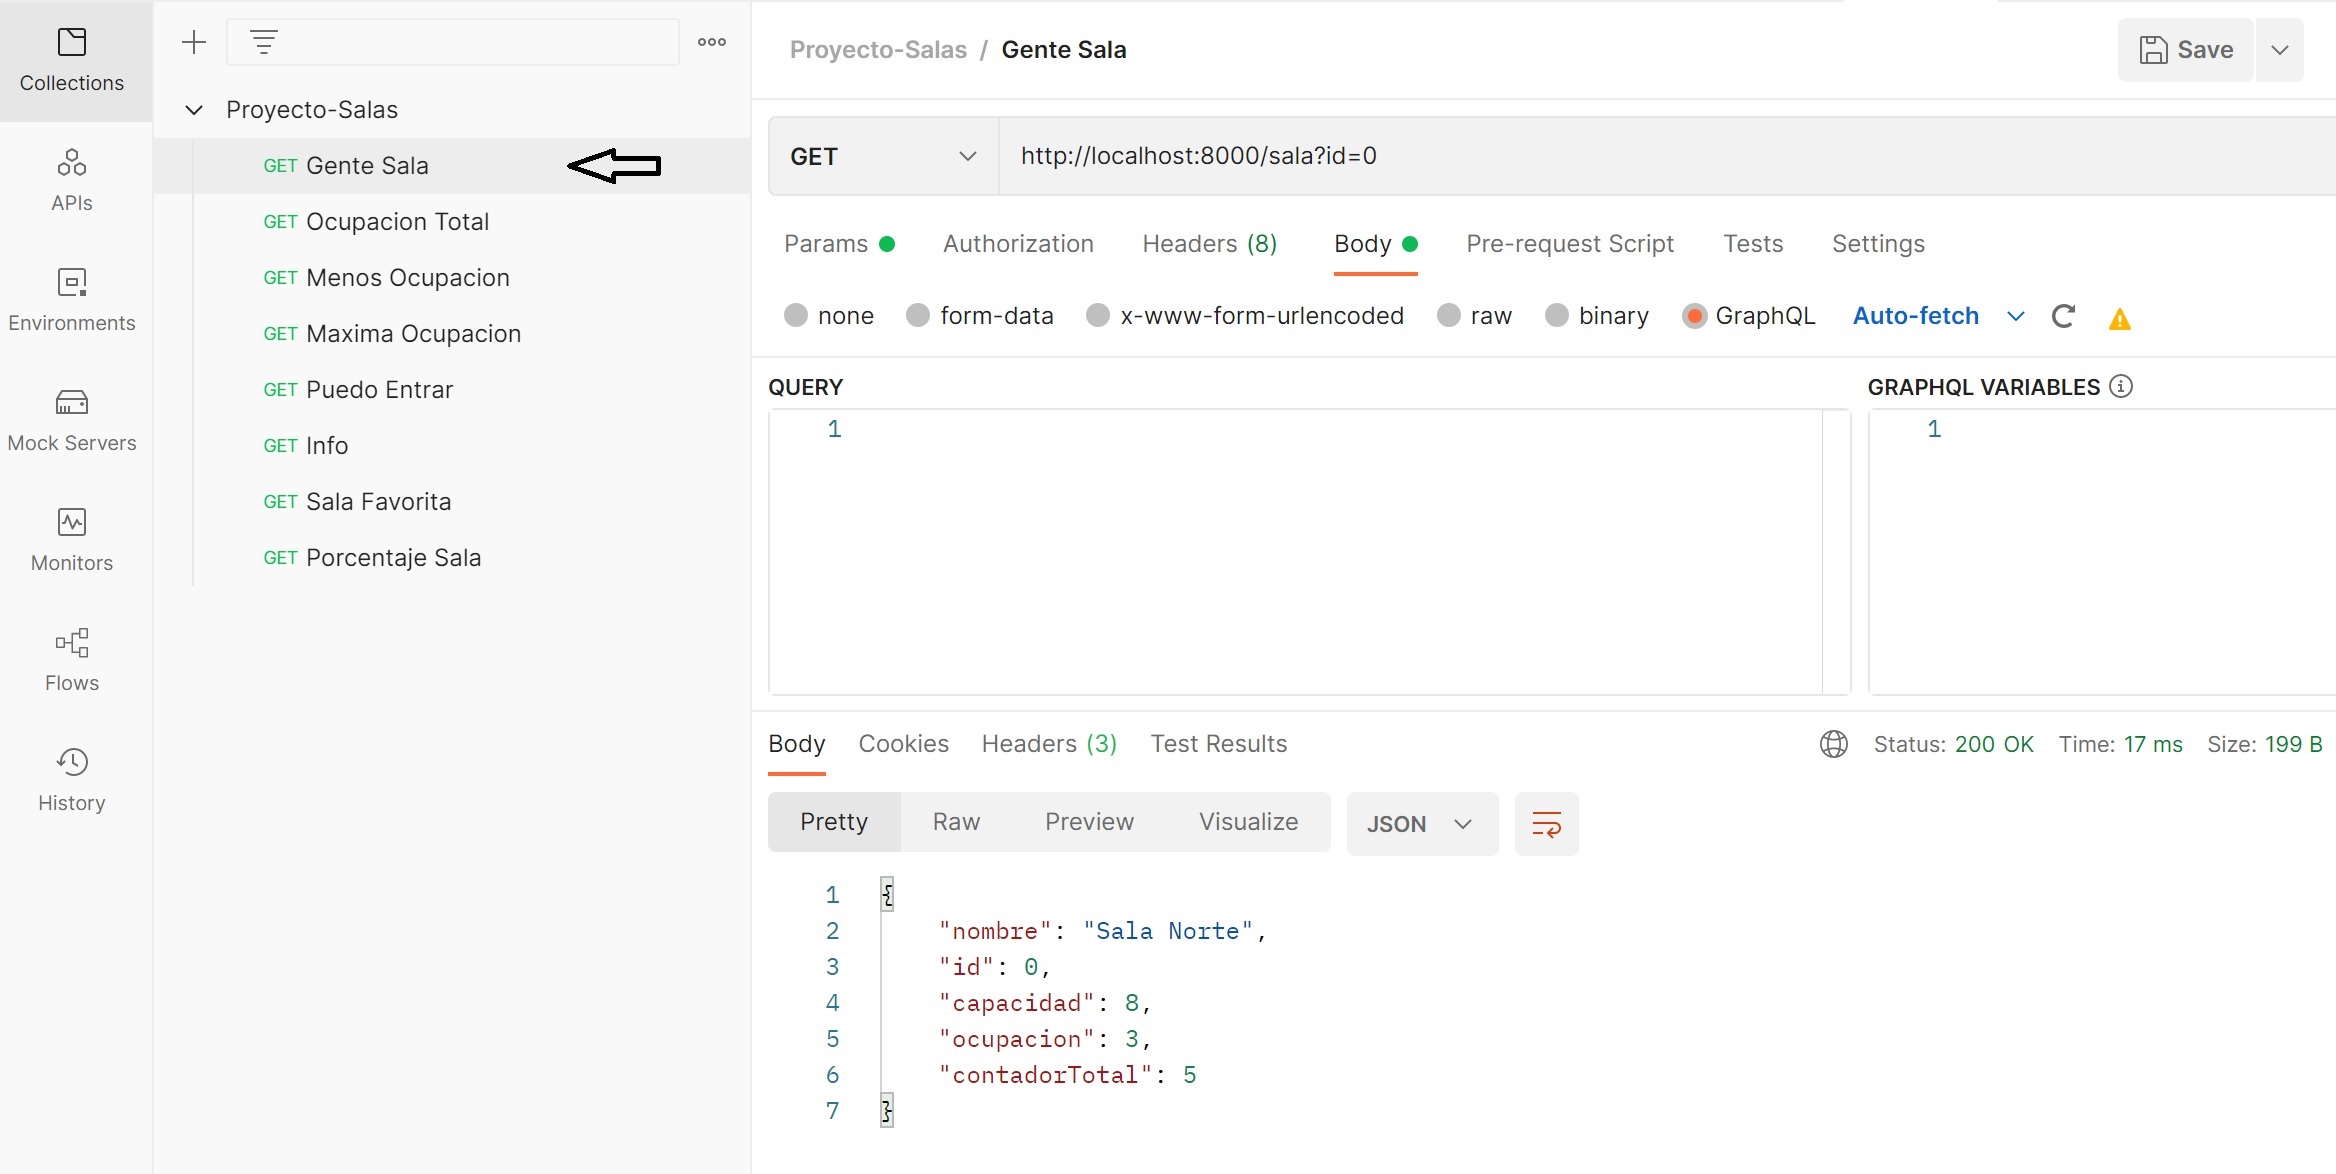 Collections
APIs
Environments
Mock Servers
Monitors
Flows
History
Proyecto-Salas
GET Gente Sala
GET Ocupacion Total
GET Menos Ocupacion
GET Maxima Ocupacion
GET Puedo Entrar
GET Info
GET Sala Favorita
GET Porcentaje Sala
Proyecto-Salas / Gente Sala
Save
GET http://localhost:8000/sala?id=0
Params Authorization Headers (8) Body Pre-request Script Tests Settings
none form-data x-www-form-urlencoded raw binary GraphQL Auto-fetch
QUERY
1
GRAPHQL VARIABLES
1
Body Cookies Headers (3) Test Results Status: 200 OK Time: 17 ms Size: 199 B
Pretty Raw Preview Visualize JSON
1 {
2 "nombre": "Sala Norte",
3 "id": 0,
4 "capacidad": 8,
5 "ocupacion": 3,
6 "contadorTotal": 5
7 }